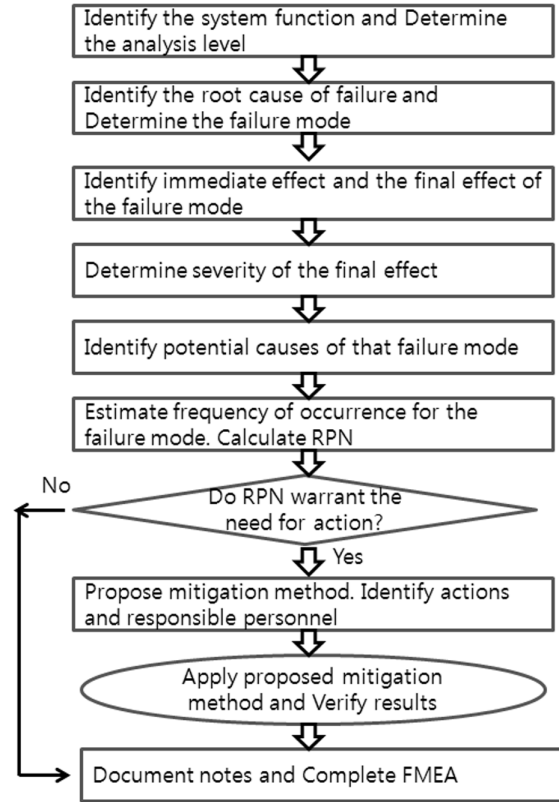 Identify the system function and Determine
the analysis level
Identify the root cause of failure and
Determine the failure mode
Identify immediate effect and the final effect of
the failure mode
Determine severity of the final effect
Identify potential causes of that failure mode
Estimate frequency of occurrence for the
failure mode. Calculate RPN
No
Do RPN warrant the
need for action?
Yes
Propose mitigation method. Identify actions
and responsible personnel
Apply proposed mitigation
method and Verify results
Document notes and Complete FMEA